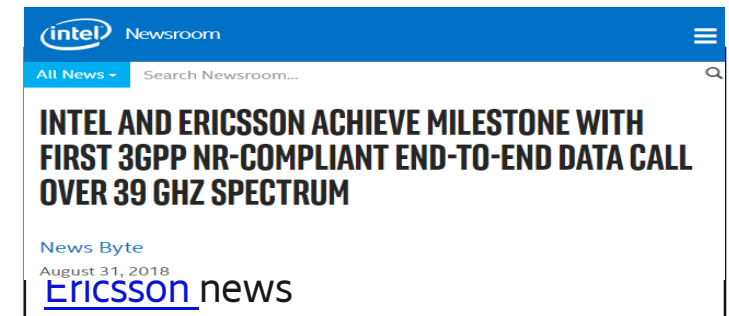 intel Newsroom
All News Search Newsroom...
INTEL AND ERICSSON ACHIEVE MILESTONE WITH
FIRST 3GPP NR-COMPLIANT END-TO-END DATA CALL
OVER 39 GHZ SPECTRUM
News Byte
August 31, 2018
Ericsson news